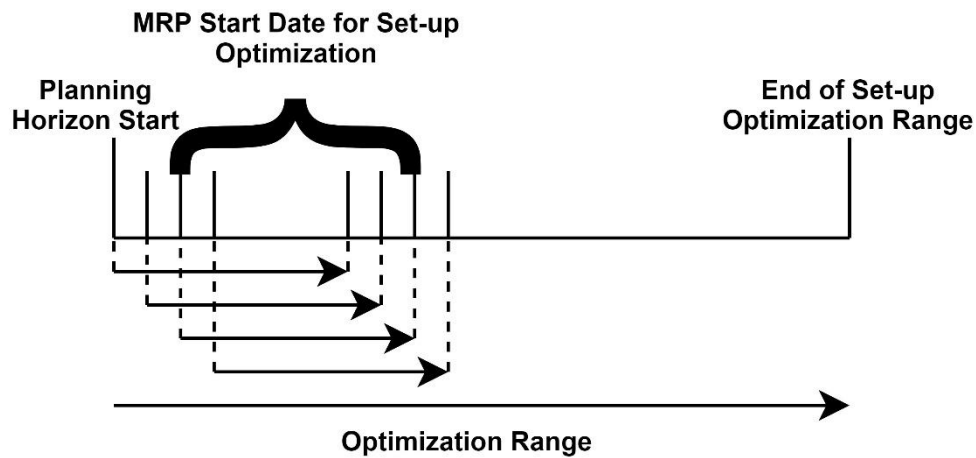 MRP Start Date for Set-up
Optimization
Planning
Horizon Start
End of Set-up
Optimization Range
Optimization Range